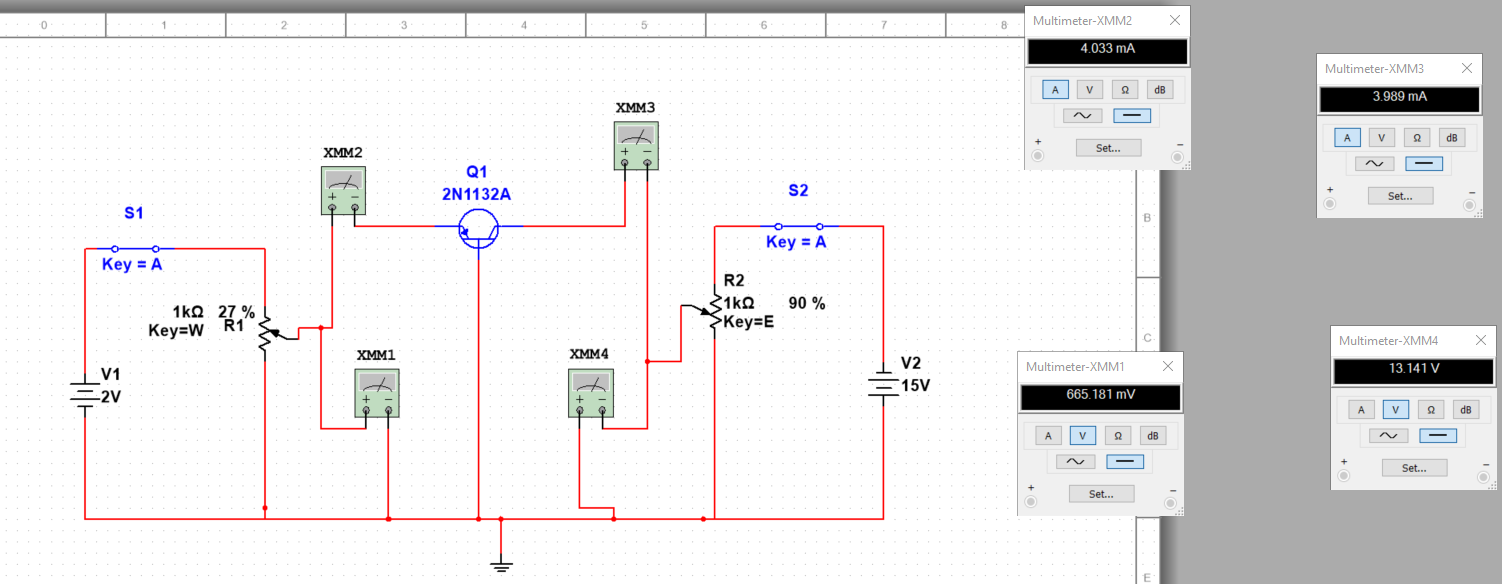 0 1 2 3 4 5 6 7 8
Multimeter-XMM2
4.033 mA
A V Ω dB
+ −
Set...
Multimeter-XMM3
3.989 mA
A V Ω dB
+ −
Set...
XMM3
+ −
XMM2
+ −
Q1
2N1132A
S1
Key = A
S2
Key = A
B
1kΩ 27 %
Key=W R1
R2
1kΩ 90 %
Key=E
C
XMM1
+ −
XMM4
+ −
V1
2V
V2
15V
Multimeter-XMM1
665.181 mV
A V Ω dB
+ −
Set...
Multimeter-XMM4
13.141 V
A V Ω dB
+ −
Set...
E